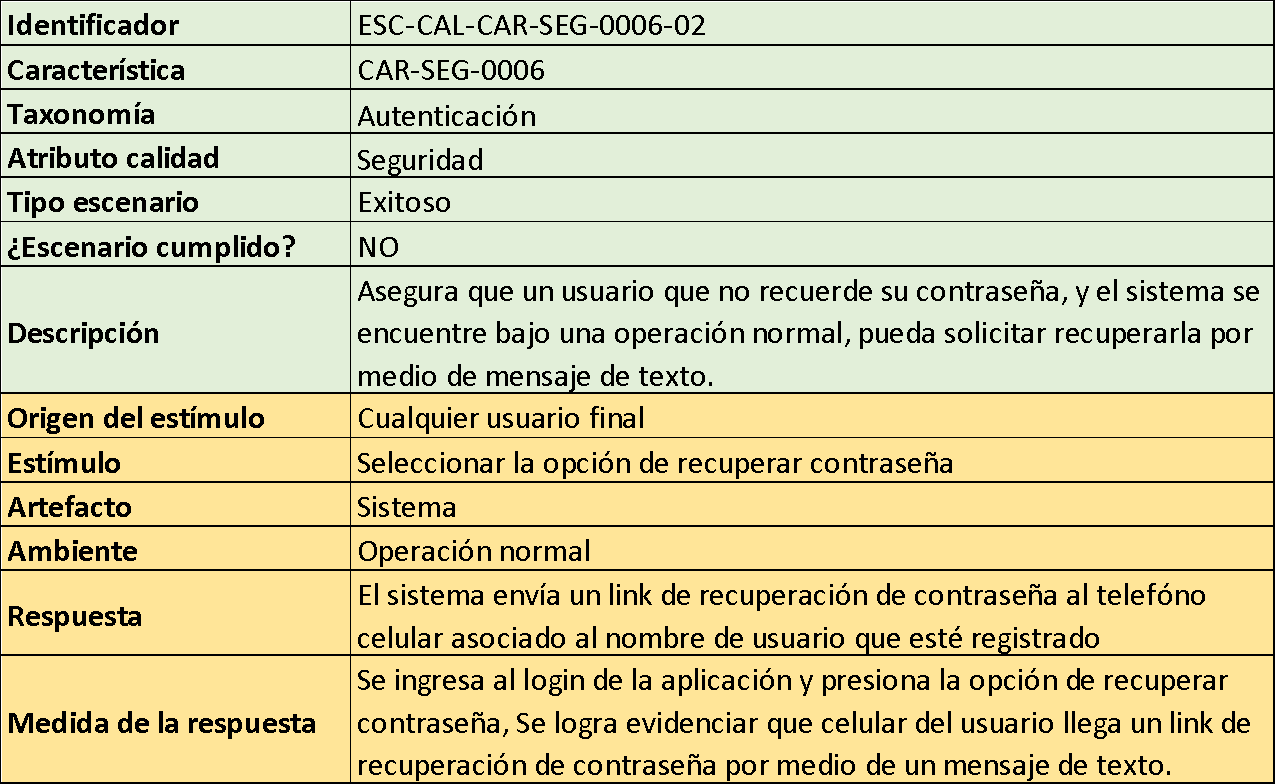 Identificador ESC-CAL-CAR-SEG-0006-02
Característica CAR-SEG-0006
Taxonomía Autenticación
Atributo calidad Seguridad
Tipo escenario Exitoso
¿Escenario cumplido? NO
Descripción
Asegura que un usuario que no recuerde su contraseña, y el sistema se
encuentre bajo una operación normal, pueda solicitar recuperarla por
medio de mensaje de texto.
Origen del estímulo Cualquier usuario final
Estímulo Seleccionar la opción de recuperar contraseña
Artefacto Sistema
Ambiente Operación normal
Respuesta
El sistema envía un link de recuperación de contraseña al telefóno
celular asociado al nombre de usuario que esté registrado
Medida de la respuesta
Se ingresa al login de la aplicación y presiona la opción de recuperar
contraseña, Se logra evidenciar que celular del usuario llega un link de
recuperación de contraseña por medio de un mensaje de texto.